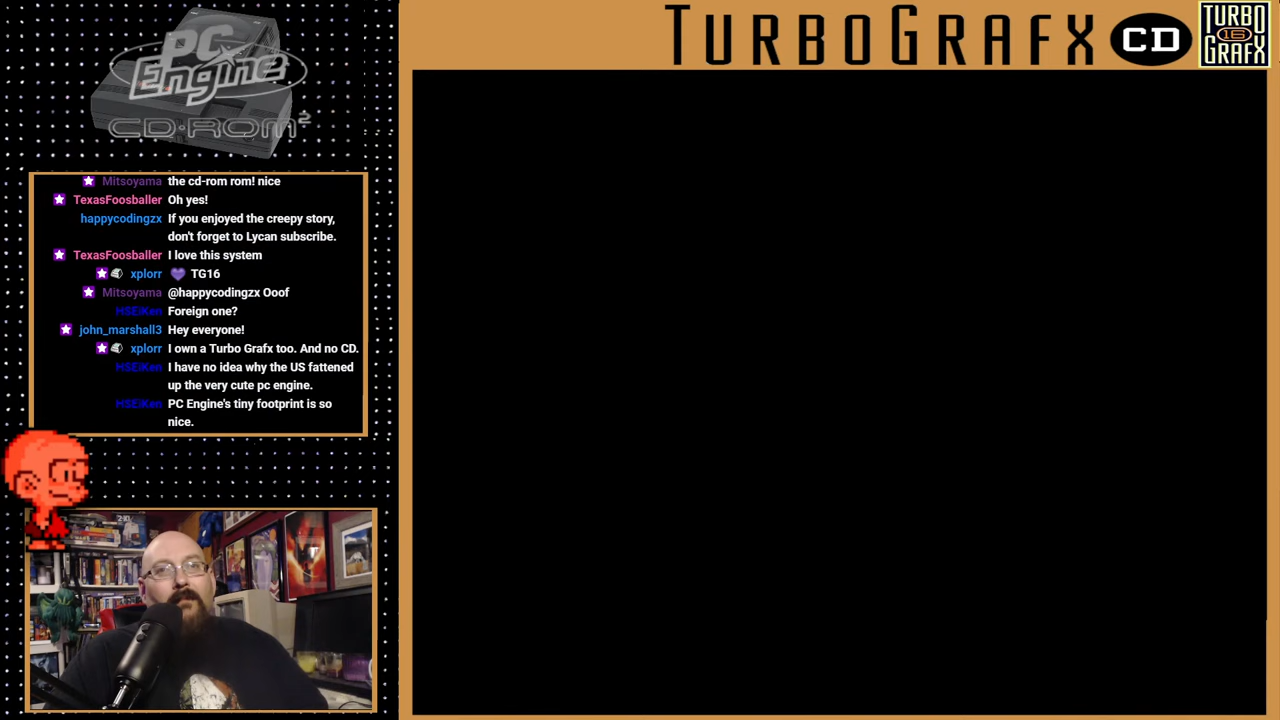 PC
Engine
CD-ROM²
TURBOGRAFX CD
TURBO
16
GRAFX
Mitsoyama the cd-rom rom! nice
TexasFoosballer Oh yes!
happycodingzx If you enjoyed the creepy story,
don't forget to Lycan subscribe.
TexasFoosballer I love this system
xplorr 💜 TG16
Mitsoyama @happycodingzx Ooof
HSEiKen Foreign one?
john_marshall3 Hey everyone!
xplorr I own a Turbo Grafx too. And no CD.
HSEiKen I have no idea why the US fattened
up the very cute pc engine.
HSEiKen PC Engine's tiny footprint is so
nice.